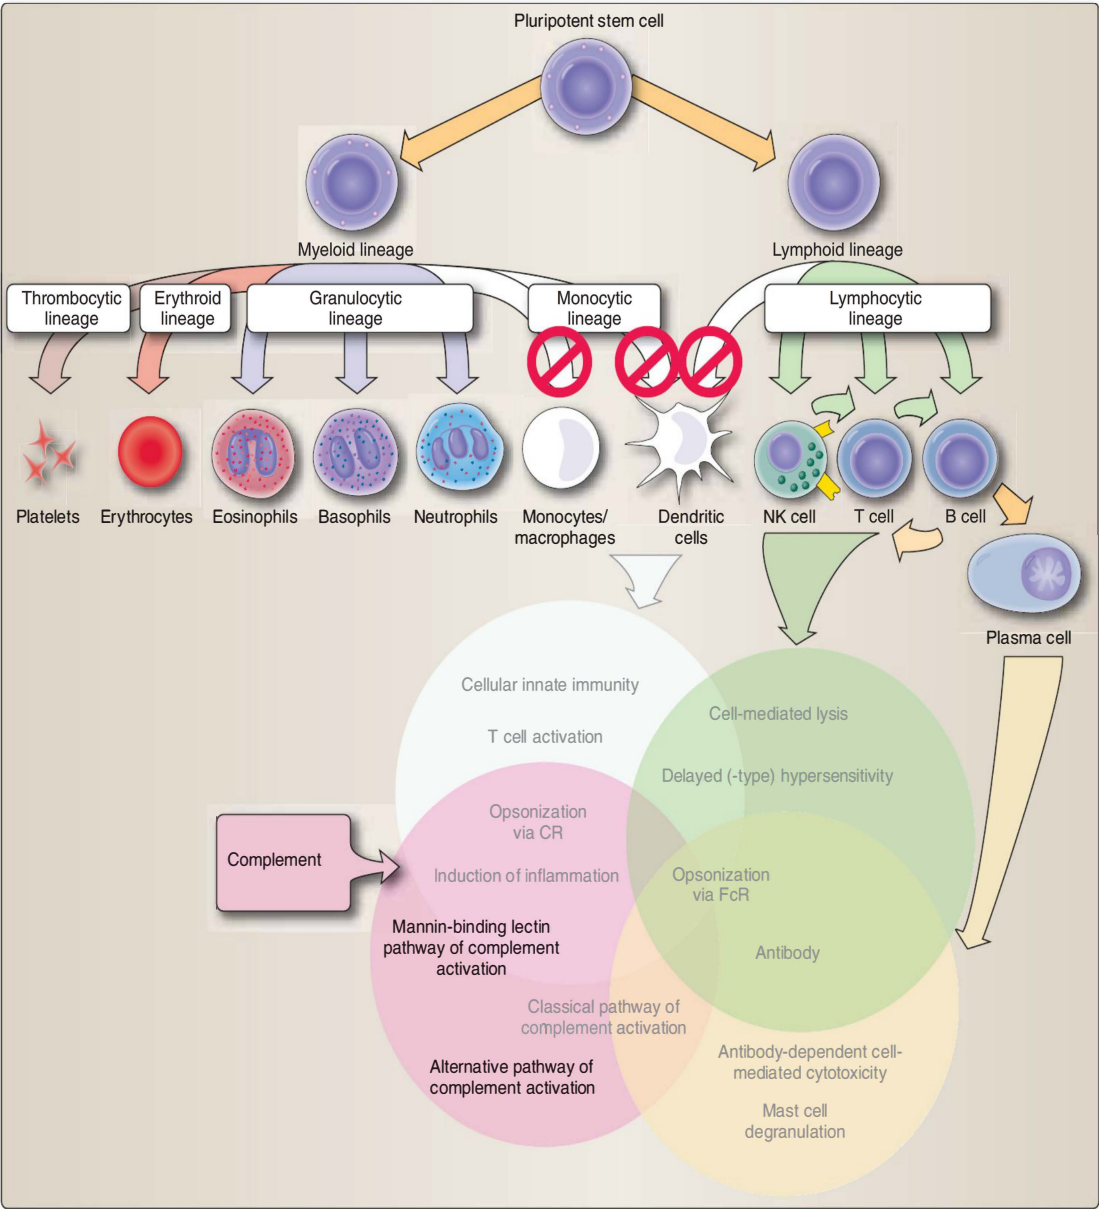 Pluripotent stem cell
Myeloid lineage
Lymphoid lineage
Thrombocytic
lineage
Erythroid
lineage
Granulocytic
lineage
Monocytic
lineage
Lymphocytic
lineage
Platelets
Erythrocytes
Eosinophils
Basophils
Neutrophils
Monocytes/
macrophages
Dendritic
cells
NK cell
T cell
B cell
Plasma cell
Cellular innate immunity
T cell activation
Cell-mediated lysis
Delayed (-type) hypersensitivity
Opsonization
via CR
Complement
Induction of inflammation
Opsonization
via FcR
Mannin-binding lectin
pathway of complement
activation
Antibody
Classical pathway of
complement activation
Alternative pathway of
complement activation
Antibody-dependent cell-
mediated cytotoxicity
Mast cell
degranulation